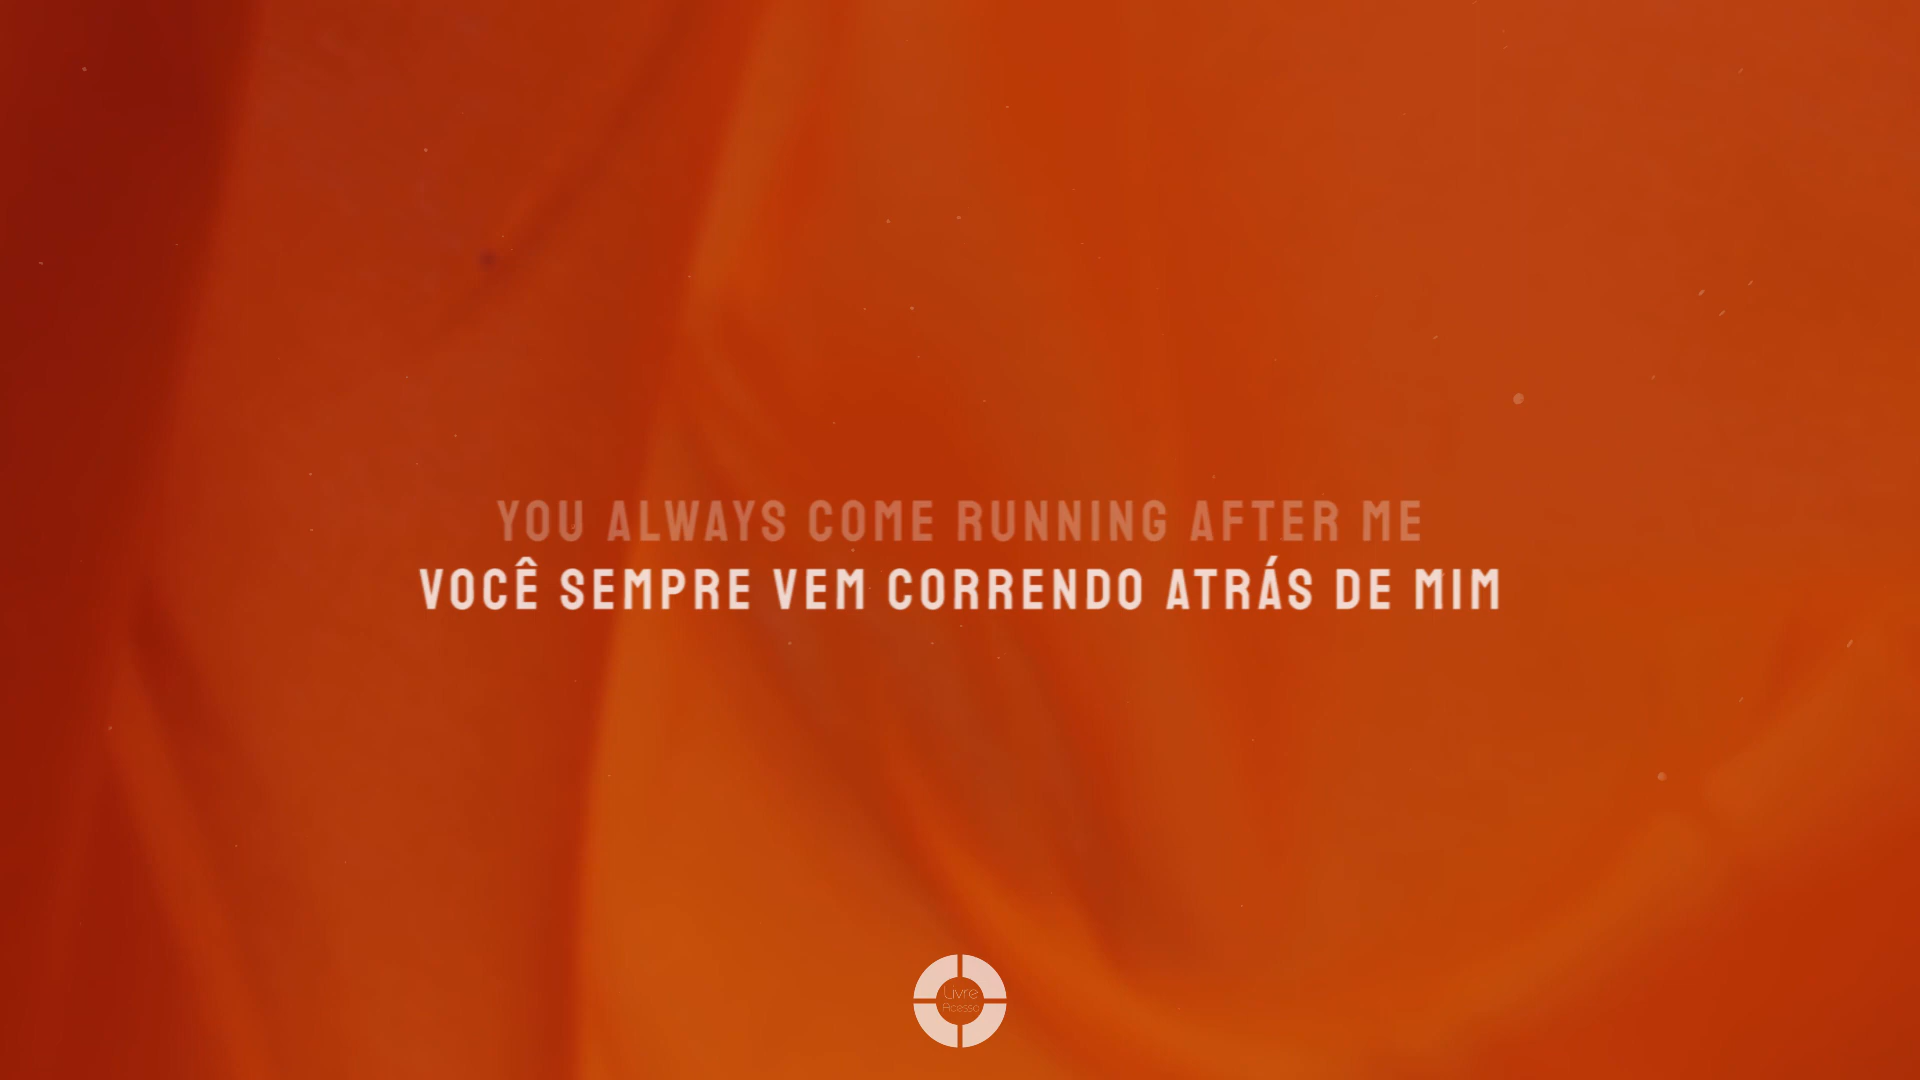 YOU ALWAYS COME RUNNING AFTER ME
VOCÊ SEMPRE VEM CORRENDO ATRÁS DE MIM
Livre
Acesso